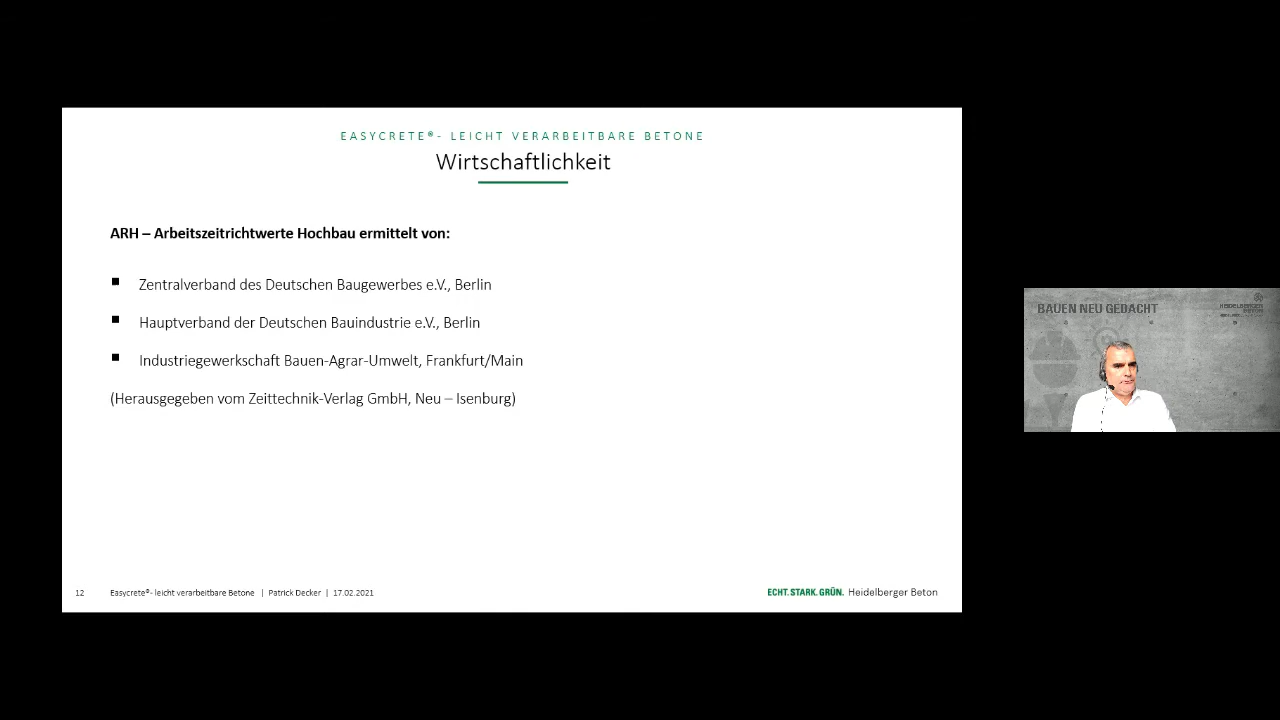 EASYCRETE®- LEICHT VERARBEITBARE BETONE
Wirtschaftlichkeit
ARH – Arbeitszeitrichtwerte Hochbau ermittelt von:
Zentralverband des Deutschen Baugewerbes e.V., Berlin
Hauptverband der Deutschen Bauindustrie e.V., Berlin
Industriegewerkschaft Bauen-Agrar-Umwelt, Frankfurt/Main
(Herausgegeben vom Zeittechnik-Verlag GmbH, Neu – Isenburg)
12 Easycrete®- leicht verarbeitbare Betone | Patrick Decker | 17.02.2021
ECHT. STARK. GRÜN. Heidelberger Beton
BAUEN NEU GEDACHT